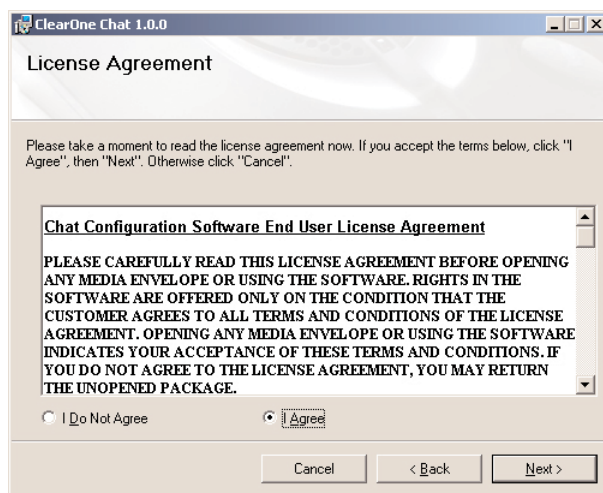 ClearOne Chat 1.0.0
License Agreement
Please take a moment to read the license agreement now. If you accept the terms below, click "I
Agree", then "Next". Otherwise click "Cancel".
Chat Configuration Software End User License Agreement
PLEASE CAREFULLY READ THIS LICENSE AGREEMENT BEFORE OPENING
ANY MEDIA ENVELOPE OR USING THE SOFTWARE. RIGHTS IN THE
SOFTWARE ARE OFFERED ONLY ON THE CONDITION THAT THE
CUSTOMER AGREES TO ALL TERMS AND CONDITIONS OF THE LICENSE
AGREEMENT. OPENING ANY MEDIA ENVELOPE OR USING THE SOFTWARE
INDICATES YOUR ACCEPTANCE OF THESE TERMS AND CONDITIONS. IF
YOU DO NOT AGREE TO THE LICENSE AGREEMENT, YOU MAY RETURN
THE UNOPENED PACKAGE.
I Do Not Agree I Agree
Cancel < Back Next >